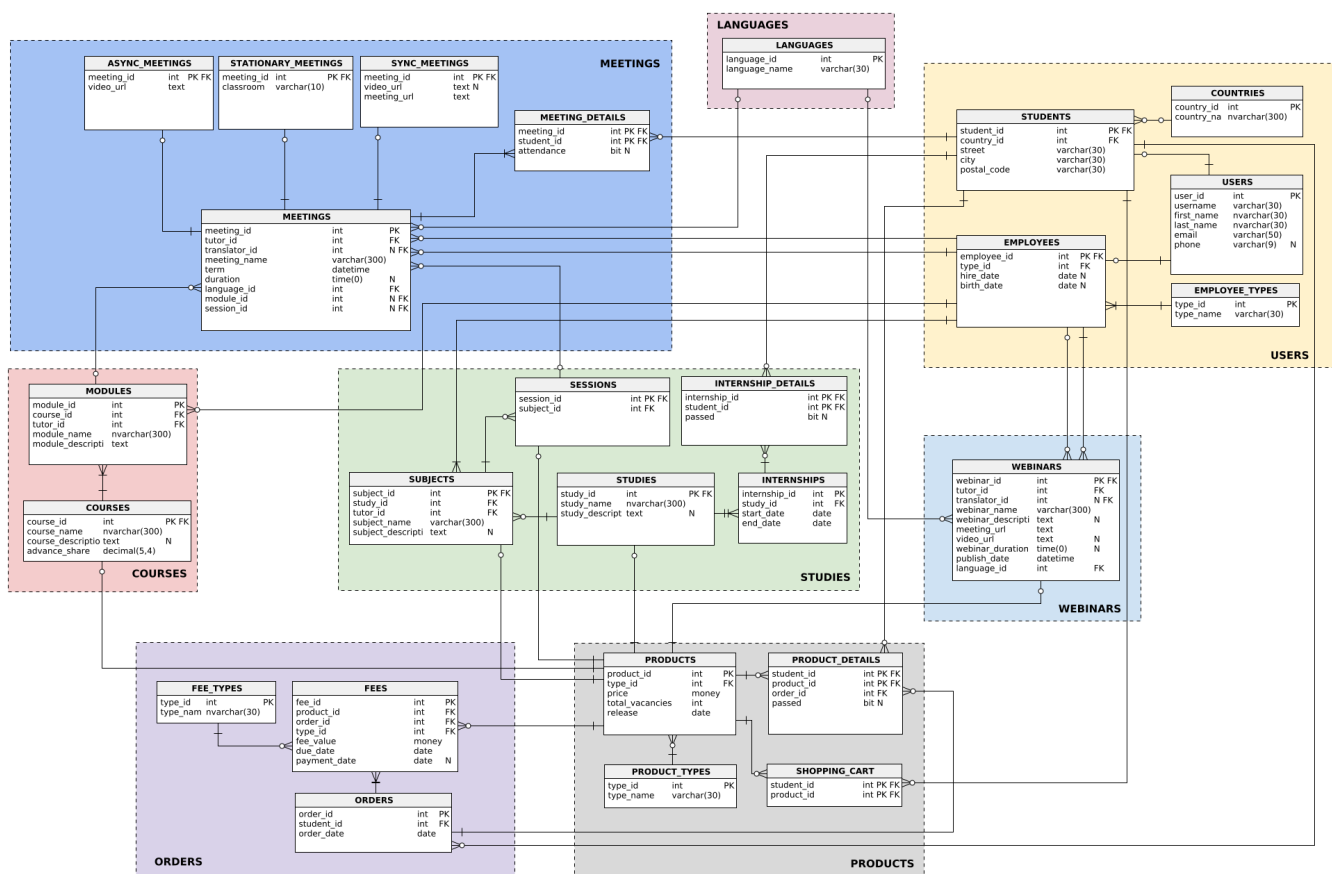 LANGUAGES
LANGUAGES
language_id int PK
language_name varchar(30)
MEETINGS
ASYNC_MEETINGS
meeting_id int PK FK
video_url text
STATIONARY_MEETINGS
meeting_id int PK FK
classroom varchar(10)
SYNC_MEETINGS
meeting_id int PK FK
video_url text N
meeting_url text
MEETING_DETAILS
meeting_id int PK FK
student_id int PK FK
attendance bit N
MEETINGS
meeting_id int PK
tutor_id int FK
translator_id int N FK
meeting_name varchar(300)
term datetime
duration time(0) N
language_id int FK
module_id int N FK
session_id int N FK
COUNTRIES
country_id int PK
country_na nvarchar(300)
STUDENTS
student_id int PK FK
country_id int FK
street varchar(30)
city varchar(30)
postal_code varchar(30)
USERS
user_id int PK
username varchar(30)
first_name nvarchar(30)
last_name nvarchar(30)
email varchar(50)
phone varchar(9) N
EMPLOYEES
employee_id int PK FK
type_id int FK
hire_date date N
birth_date date N
EMPLOYEE_TYPES
type_id int PK
type_name varchar(30)
USERS
MODULES
module_id int PK
course_id int FK
tutor_id int FK
module_name nvarchar(300)
module_descripti text
COURSES
course_id int PK FK
course_name nvarchar(300)
course_descriptio text N
advance_share decimal(5,4)
COURSES
SESSIONS
session_id int PK FK
subject_id int FK
INTERNSHIP_DETAILS
internship_id int PK FK
student_id int PK FK
passed bit N
SUBJECTS
subject_id int PK FK
study_id int FK
tutor_id int FK
subject_name varchar(300)
subject_descripti text N
STUDIES
study_id int PK FK
study_name nvarchar(300)
study_descript text N
INTERNSHIPS
internship_id int PK
study_id int FK
start_date date
end_date date
STUDIES
WEBINARS
webinar_id int PK FK
tutor_id int FK
translator_id int N FK
webinar_name varchar(300)
webinar_descripti text N
meeting_url text
video_url text N
webinar_duration time(0) N
publish_date datetime
language_id int FK
WEBINARS
FEE_TYPES
type_id int PK
type_nam nvarchar(30)
FEES
fee_id int PK
product_id int FK
order_id int FK
type_id int FK
fee_value money
due_date date
payment_date date N
ORDERS
order_id int PK
student_id int FK
order_date date
ORDERS
PRODUCTS
product_id int PK
type_id int FK
price money
total_vacancies int
release date
PRODUCT_DETAILS
student_id int PK FK
product_id int PK FK
order_id int FK
passed bit N
PRODUCT_TYPES
type_id int PK
type_name varchar(30)
SHOPPING_CART
student_id int PK FK
product_id int PK FK
PRODUCTS